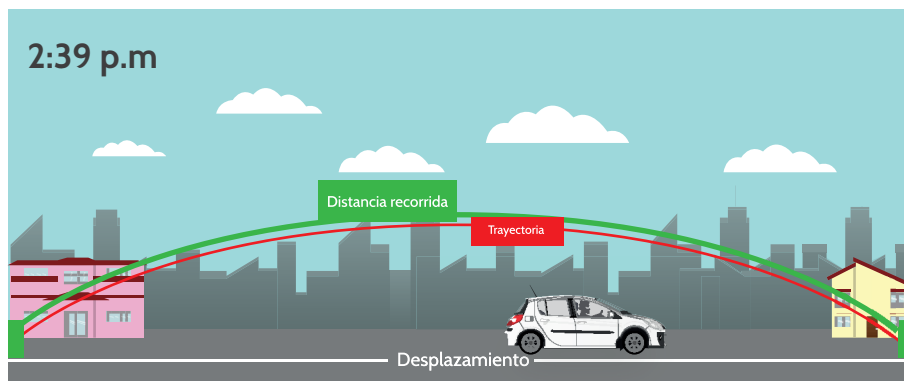 2:39 p.m
Distancia recorrida
Trayectoria
Desplazamiento